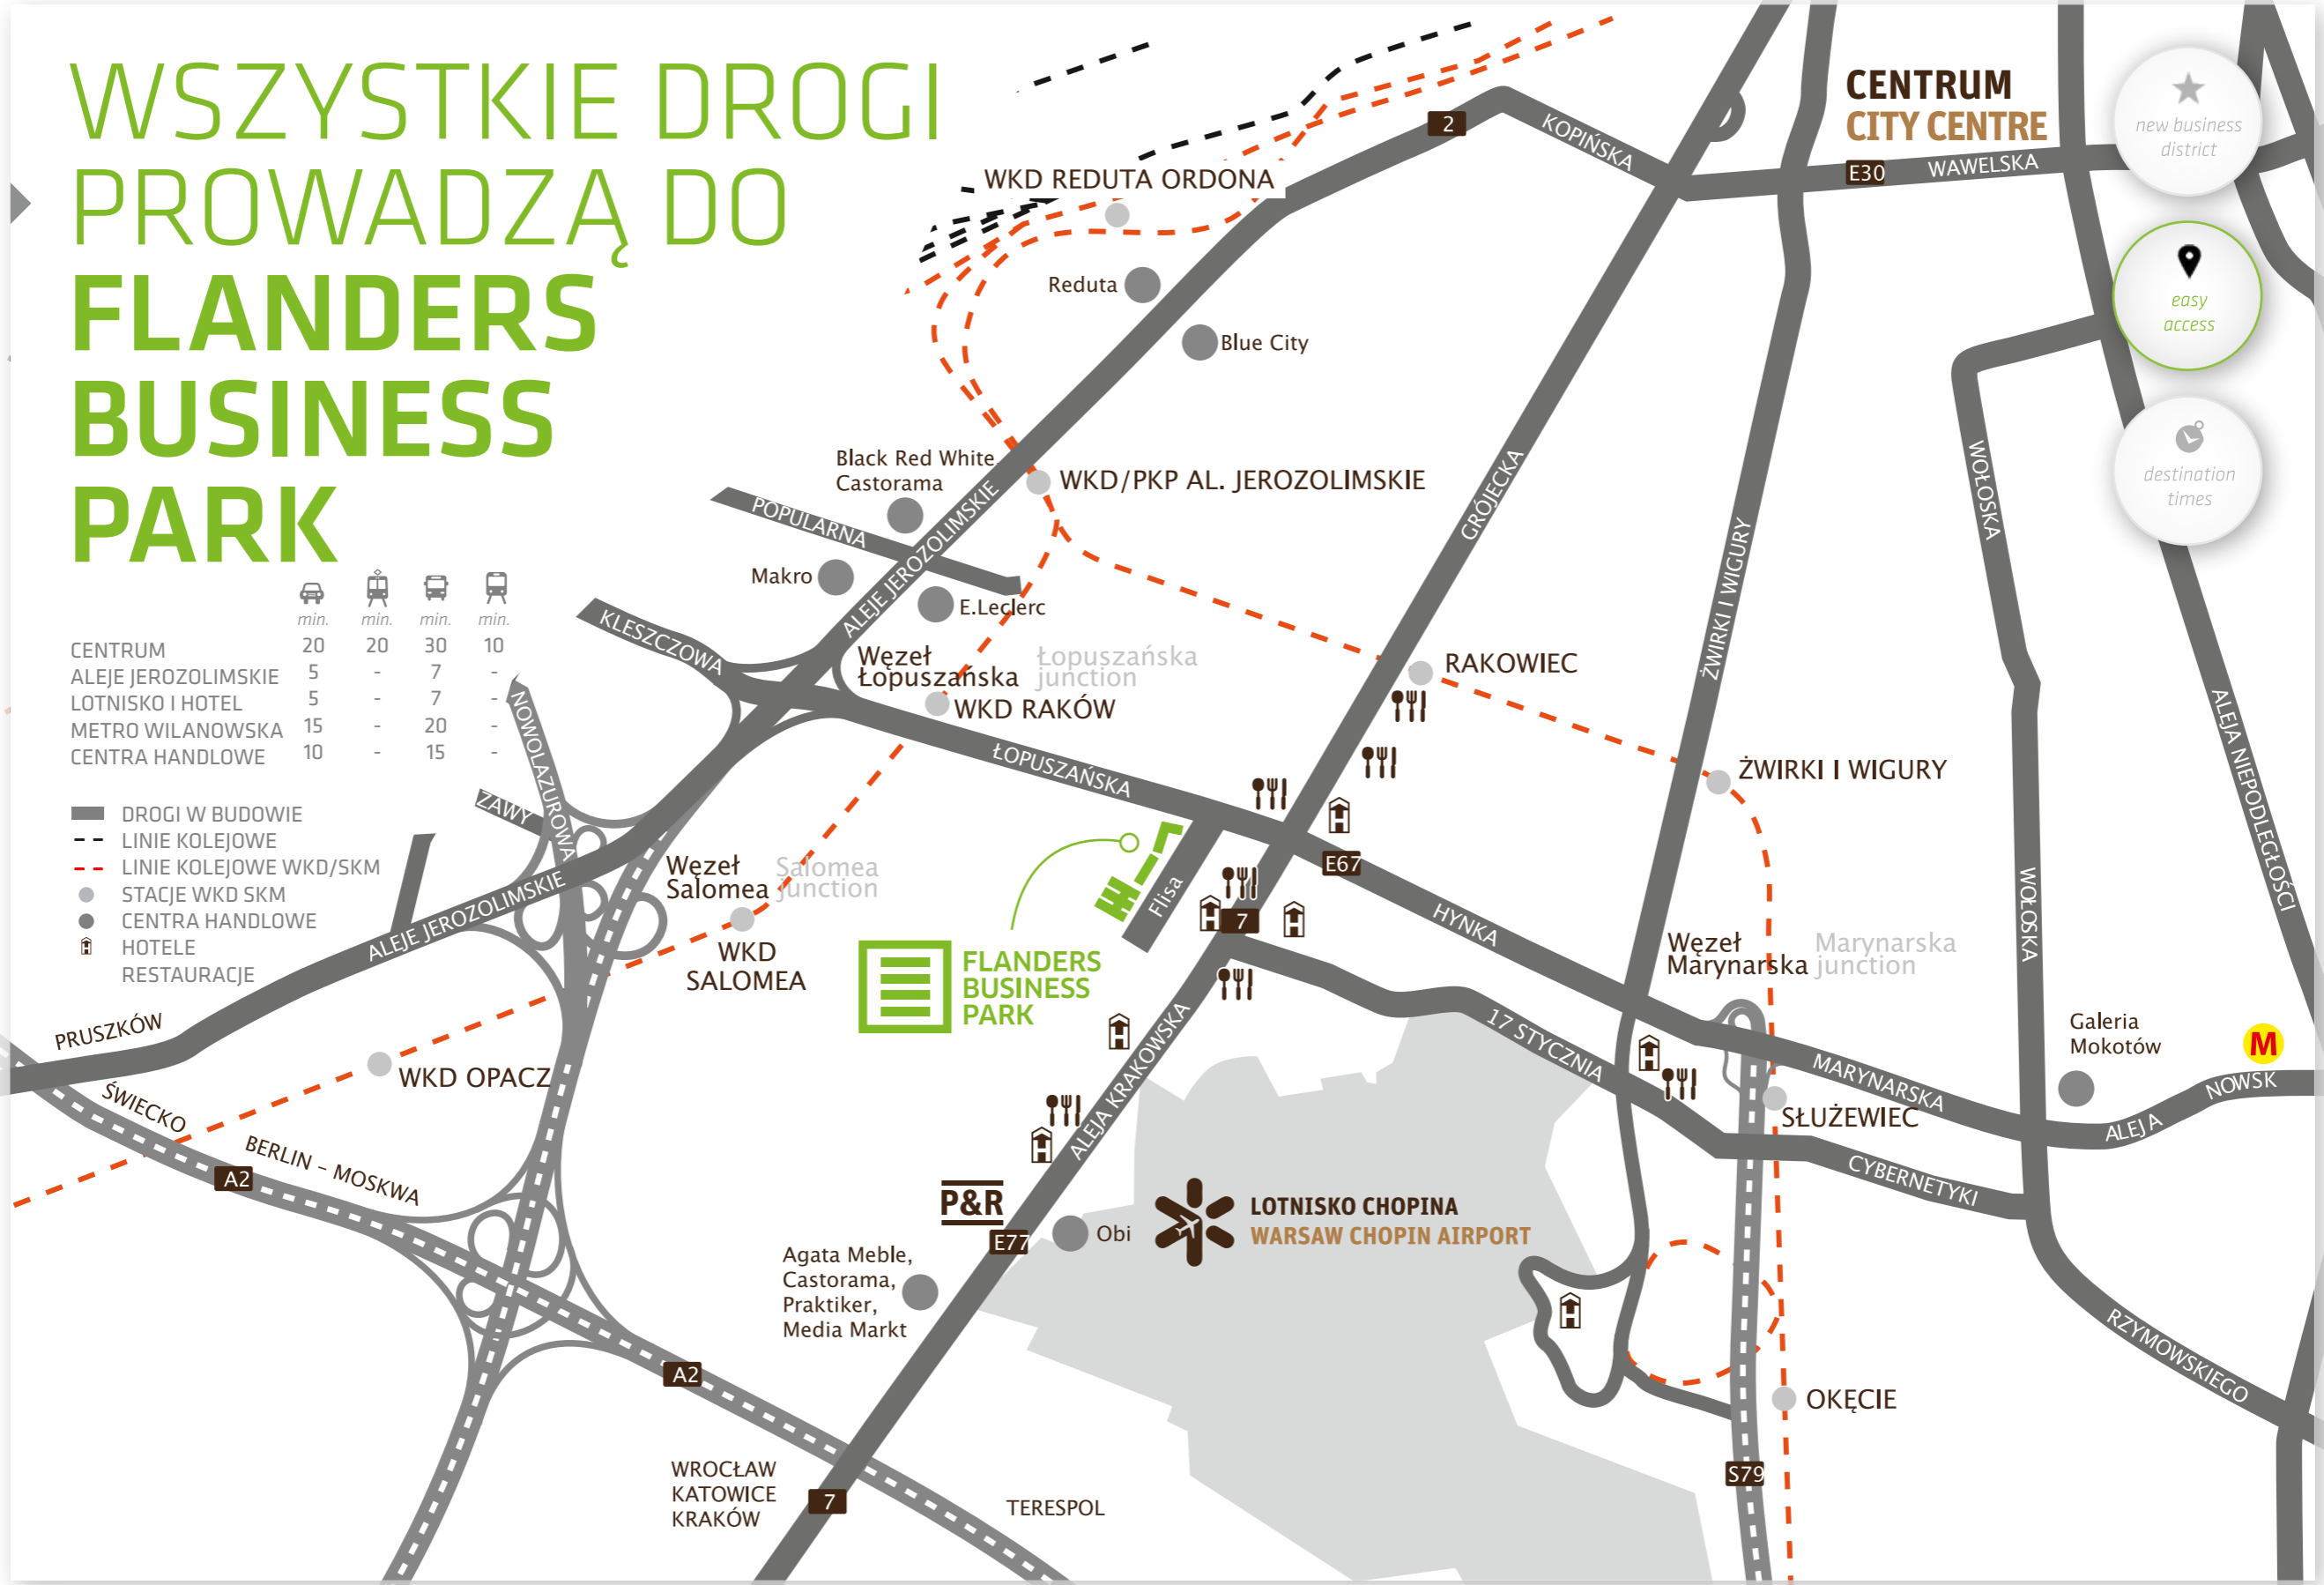 WSZYSTKIE DROGI
PROWADZĄ DO
FLANDERS
BUSINESS
PARK
min. min. min. min.
CENTRUM 20 20 30 10
ALEJE JEROZOLIMSKIE 5 - 7 -
LOTNISKO I HOTEL 5 - 7 -
METRO WILANOWSKA 15 - 20 -
CENTRA HANDLOWE 10 - 15 -
DROGI W BUDOWIE
LINIE KOLEJOWE
LINIE KOLEJOWE WKD/SKM
STACJE WKD SKM
CENTRA HANDLOWE
HOTELE
RESTAURACJE
CENTRUM
CITY CENTRE
new business
district
easy
access
destination
times
2
KOPIŃSKA
E30
WAWELSKA
WKD REDUTA ORDONA
Reduta
Blue City
Black Red White,
Castorama
WKD/PKP AL. JEROZOLIMSKIE
POPULARNA
ALEJE JEROZOLIMSKIE
GRÓJECKA
ŻWIRKI I WIGURY
WOŁOSKA
Makro
E.Leclerc
KLESZCZOWA
Węzeł
Łopuszańska
Łopuszańska
junction
WKD RAKÓW
RAKOWIEC
ŻWIRKI I WIGURY
ALEJA NIEPODLEGŁOŚCI
NOWOLAZUROWA
ZAWY
ŁOPUSZAŃSKA
Flisa
E67
7
HYNKA
WOŁOSKA
Węzeł
Salomea
Salomea
junction
ALEJE JEROZOLIMSKIE
WKD
SALOMEA
FLANDERS
BUSINESS
PARK
Węzeł
Marynarska
Marynarska
junction
PRUSZKÓW
WKD OPACZ
ŚWIECKO
BERLIN – MOSKWA
A2
ALEJA KRAKOWSKA
17 STYCZNIA
MARYNARSKA
SŁUŻEWIEC
Galeria
Mokotów
M
ALEJA
NOWSK
CYBERNETYKI
P&R
E77
Obi
LOTNISKO CHOPINA
WARSAW CHOPIN AIRPORT
Agata Meble,
Castorama,
Praktiker,
Media Markt
A2
RZYMOWSKIEGO
OKĘCIE
S79
WROCŁAW
KATOWICE
KRAKÓW
7
TERESPOL